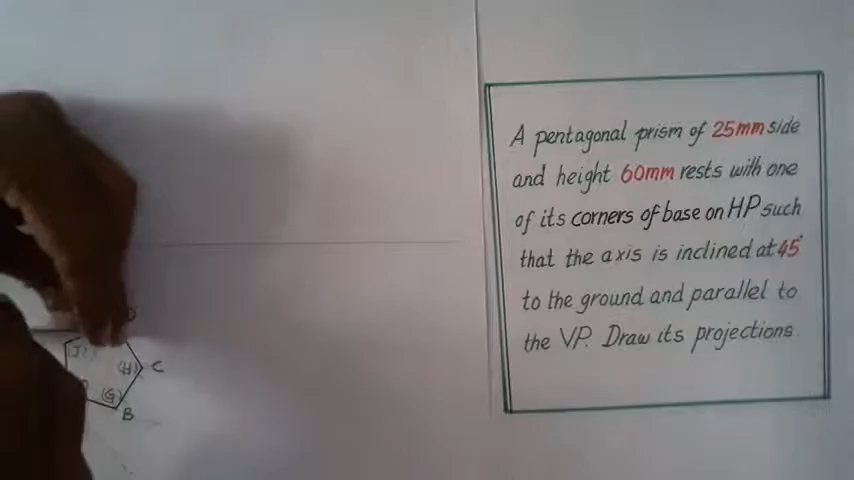 A pentagonal prism of 25mm side
and height 60mm rests with one
of its corners of base on HP such
that the axis is inclined at 45°
to the ground and parallel to
the VP. Draw its projections
(J)
(H) C
(G)
B